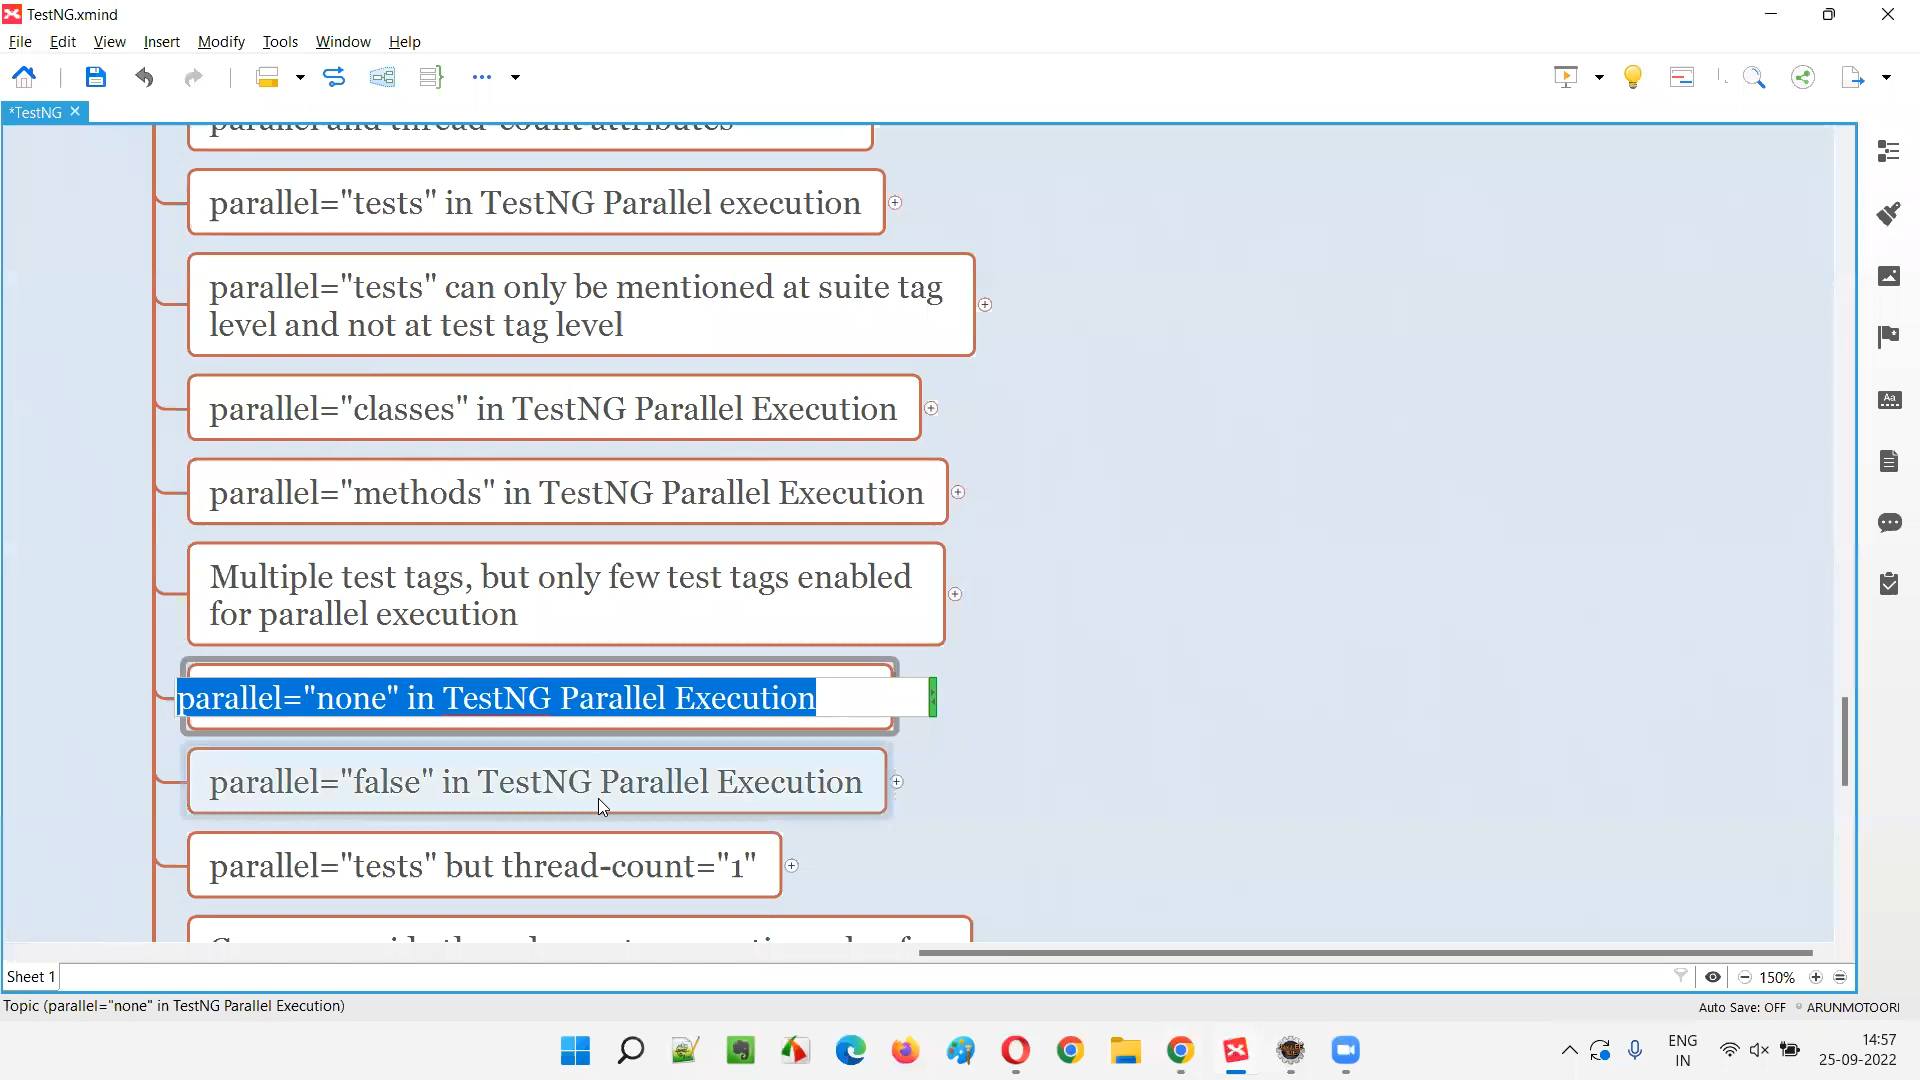 TestNG.xmind
File Edit View Insert Modify Tools Window Help
*TestNG
parallel and thread-count attributes
parallel="tests" in TestNG Parallel execution
parallel="tests" can only be mentioned at suite tag
level and not at test tag level
parallel="classes" in TestNG Parallel Execution
parallel="methods" in TestNG Parallel Execution
Multiple test tags, but only few test tags enabled
for parallel execution
parallel="none" in TestNG Parallel Execution
parallel="false" in TestNG Parallel Execution
parallel="tests" but thread-count="1"
Sheet 1
150%
Topic (parallel="none" in TestNG Parallel Execution)
Auto Save: OFF
ARUNMOTOORI
ENG
IN
14:57
25-09-2022